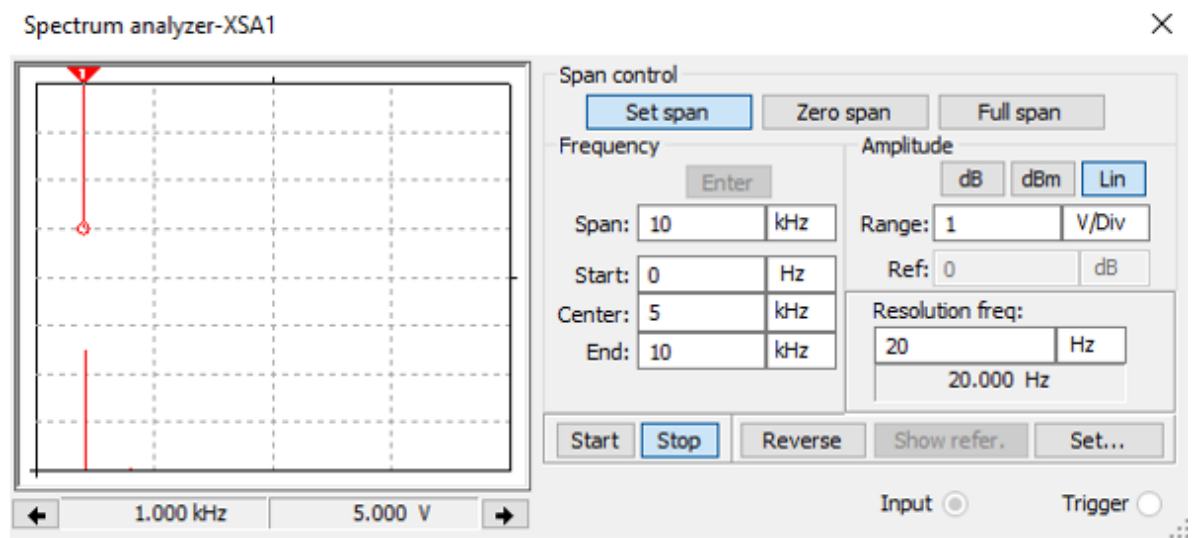 Spectrum analyzer-XSA1
1
Span control
Set span Zero span Full span
Frequency
Enter
Span: 10 kHz
Start: 0 Hz
Center: 5 kHz
End: 10 kHz
Amplitude
dB dBm Lin
Range: 1 V/Div
Ref: 0 dB
Resolution freq:
20 Hz
20.000 Hz
Start Stop Reverse Show refer. Set...
1.000 kHz 5.000 V
Input Trigger